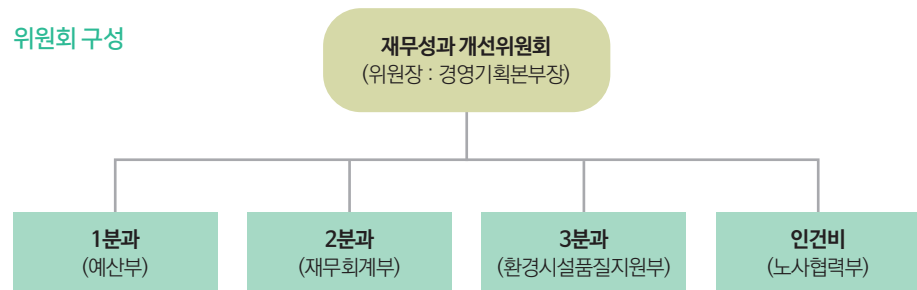 위원회 구성
재무성과 개선위원회
(위원장 : 경영기획본부장)
1분과
(예산부)
2분과
(재무회계부)
3분과
(환경시설품질지원부)
인건비
(노사협력부)